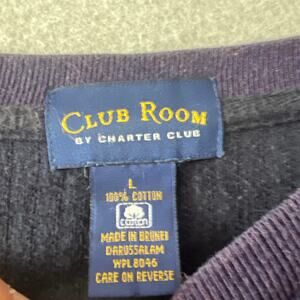 CLUB ROOM
BY CHARTER CLUB
L
100% COTTON
MADE IN BRUNEI
DARUSSALAM
WPL 8046
CARE ON REVERSE